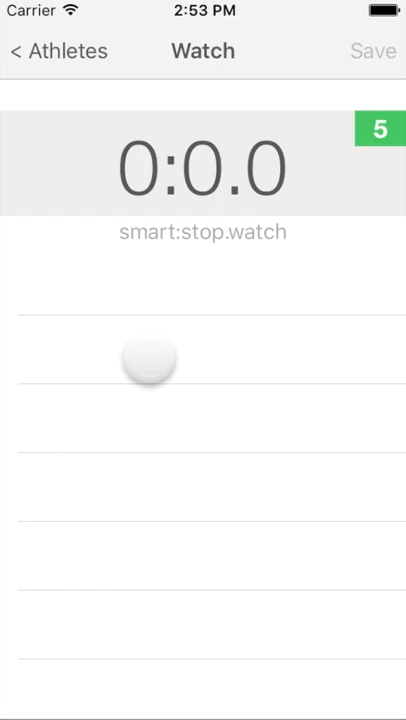 Carrier 2:53 PM
< Athletes Watch Save
5
0:0.0
smart:stop.watch